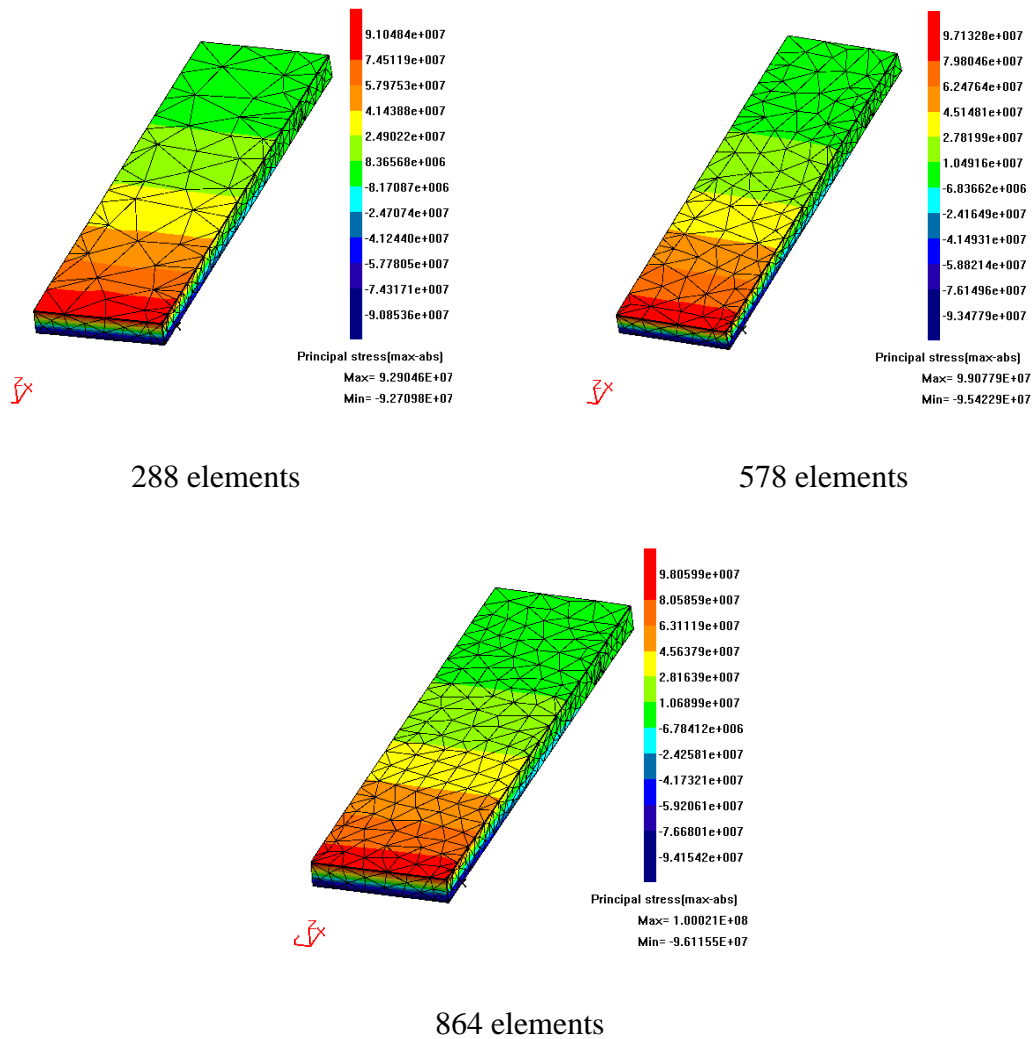 9.10484e+007
7.45119e+007
5.79753e+007
4.14388e+007
2.49022e+007
8.36568e+006
-8.17087e+006
-2.47074e+007
-4.12440e+007
-5.77805e+007
-7.43171e+007
-9.08536e+007
Principal stress(max-abs)
Max= 9.29046E+07
Min= -9.27098E+07
Z X
288 elements
9.71328e+007
7.98046e+007
6.24764e+007
4.51481e+007
2.78199e+007
1.04916e+007
-6.83662e+006
-2.41649e+007
-4.14931e+007
-5.88214e+007
-7.61496e+007
-9.34779e+007
Principal stress(max-abs)
Max= 9.90779E+07
Min= -9.54229E+07
Z X
578 elements
9.80599e+007
8.05859e+007
6.31119e+007
4.56379e+007
2.81639e+007
1.06899e+007
-6.78412e+006
-2.42581e+007
-4.17321e+007
-5.92061e+007
-7.66801e+007
-9.41542e+007
Principal stress(max-abs)
Max= 1.00021E+08
Min= -9.61155E+07
Z X
864 elements